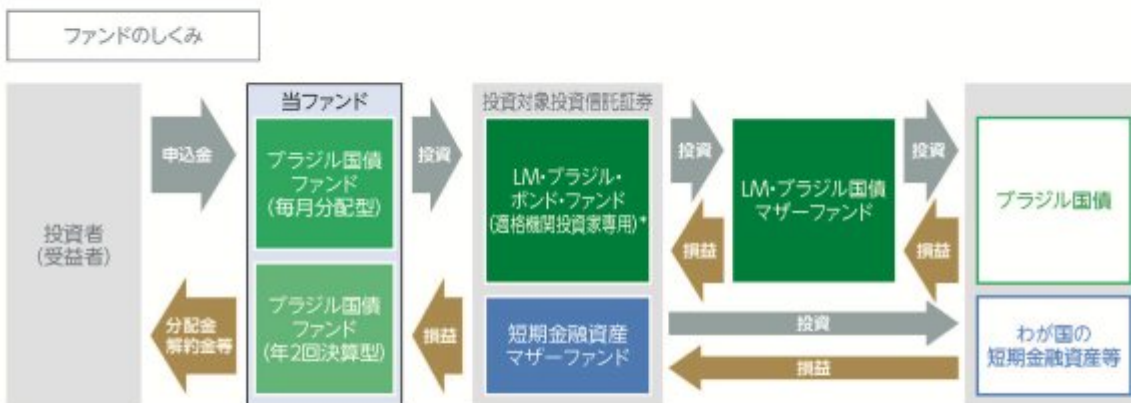 ファンドのしくみ
投資者
(受益者)
申込金
分配金
解約金等
当ファンド
ブラジル国債
ファンド
(毎月分配型)
ブラジル国債
ファンド
(年2回決算型)
投資
損益
投資対象投資信託証券
LM・ブラジル・
ボンド・ファンド
(適格機関投資家専用)*
短期金融資産
マザーファンド
投資
損益
LM・ブラジル国債
マザーファンド
投資
損益
投資
損益
ブラジル国債
わが国の
短期金融資産等